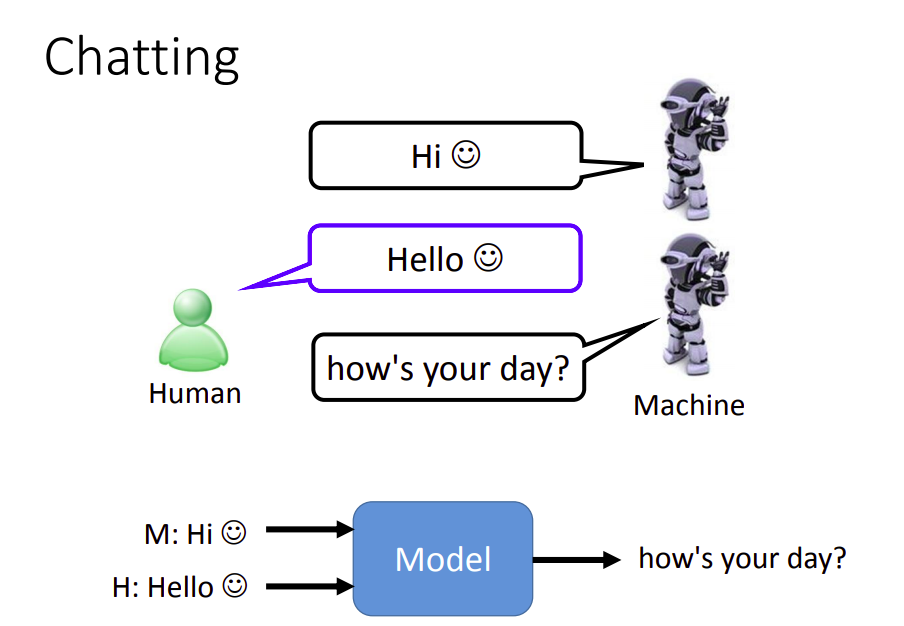 Chatting
Hi ☺
Hello ☺
how's your day?
Human
Machine
M: Hi ☺
H: Hello ☺
Model
how's your day?